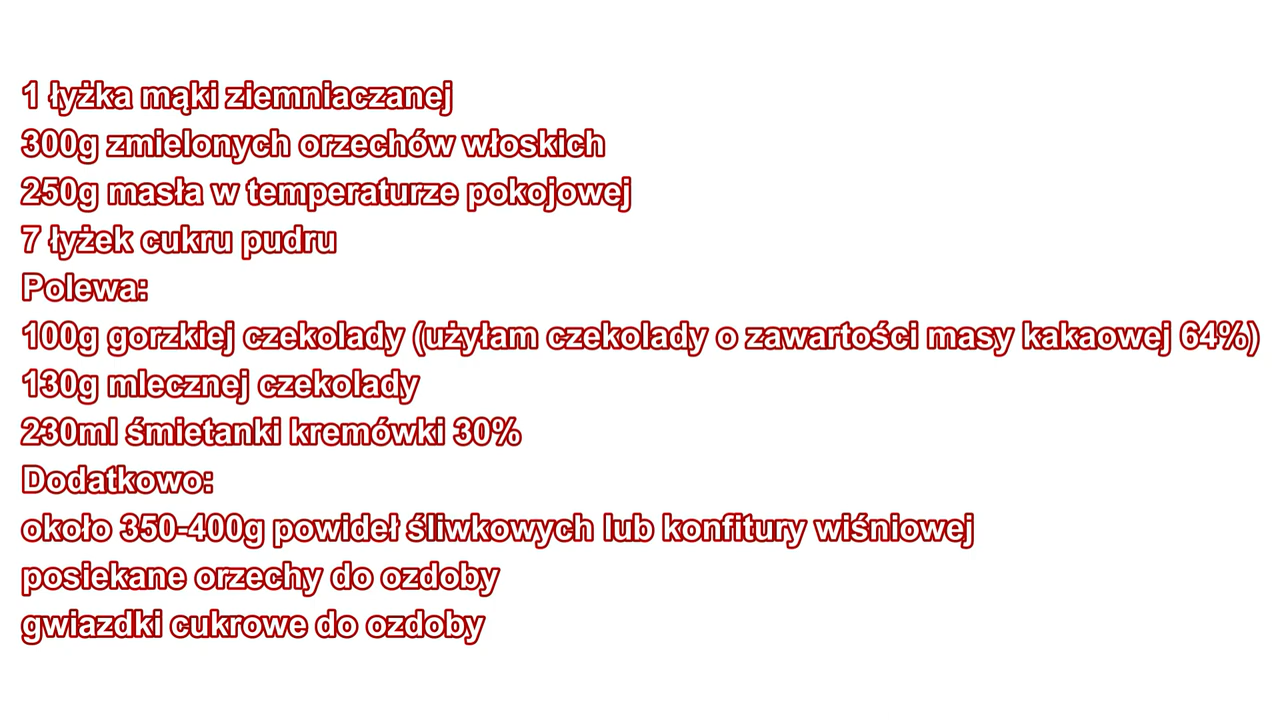 1 łyżka mąki ziemniaczanej
300g zmielonych orzechów włoskich
250g masła w temperaturze pokojowej
7 łyżek cukru pudru
Polewa:
100g gorzkiej czekolady (użyłam czekolady o zawartości masy kakaowej 64%)
130g mlecznej czekolady
230ml śmietanki kremówki 30%
Dodatkowo:
około 350-400g powideł śliwkowych lub konfitury wiśniowej
posiekane orzechy do ozdoby
gwiazdki cukrowe do ozdoby